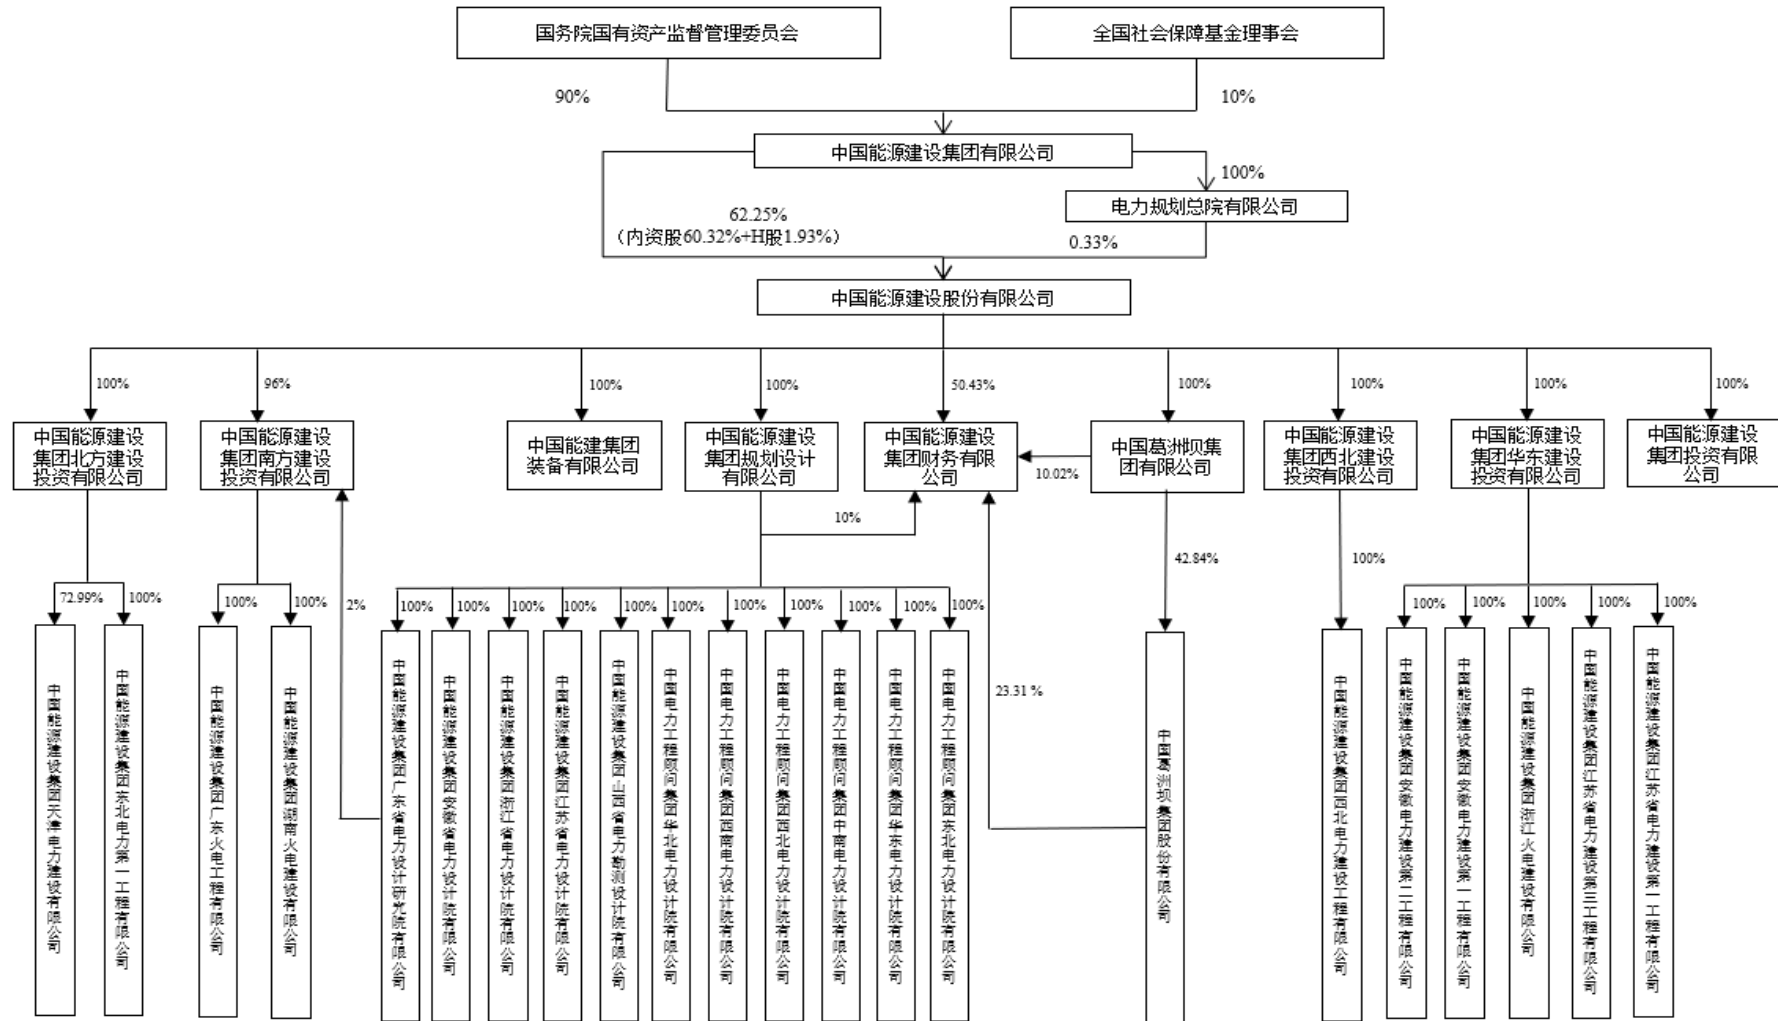 国务院国有资产监督管理委员会
全国社会保障基金理事会
90%
10%
中国能源建设集团有限公司
100%
电力规划总院有限公司
62.25%
（内资股60.32%+H股1.93%）
0.33%
中国能源建设股份有限公司
100%
96%
100%
100%
50.43%
100%
100%
100%
100%
中国能源建设
集团北方建设
投资有限公司
中国能源建设
集团南方建设
投资有限公司
中国能建集团
装备有限公司
中国能源建设
集团规划设计
有限公司
中国能源建设
集团财务有限
公司
10.02%
中国葛洲坝集
团有限公司
中国能源建设
集团西北建设
投资有限公司
中国能源建设
集团华东建设
投资有限公司
中国能源建设
集团投资有限
公司
10%
42.84%
100%
72.99%
100%
100%
100%
2%
100%
100%
100%
100%
100%
100%
100%
100%
100%
100%
100%
23.31 %
100%
100%
100%
100%
100%
中国能源建设集团天津电力建设有限公司
中国能源建设集团东北电力第一工程有限公司
中国能源建设集团广东火电工程有限公司
中国能源建设集团湖南火电建设有限公司
中国能源建设集团广东省电力设计研究院有限公司
中国能源建设集团安徽省电力设计院有限公司
中国能源建设集团浙江省电力设计院有限公司
中国能源建设集团江苏省电力设计院有限公司
中国能源建设集团山西省电力勘测设计院有限公司
中国电力工程顾问集团华北电力设计院有限公司
中国电力工程顾问集团西南电力设计院有限公司
中国电力工程顾问集团西北电力设计院有限公司
中国电力工程顾问集团中南电力设计院有限公司
中国电力工程顾问集团华东电力设计院有限公司
中国电力工程顾问集团东北电力设计院有限公司
中国葛洲坝集团股份有限公司
中国能源建设集团西北电力建设工程有限公司
中国能源建设集团安徽电力建设第二工程有限公司
中国能源建设集团安徽电力建设第一工程有限公司
中国能源建设集团浙江火电建设有限公司
中国能源建设集团江苏省电力建设第三工程有限公司
中国能源建设集团江苏省电力建设第一工程有限公司